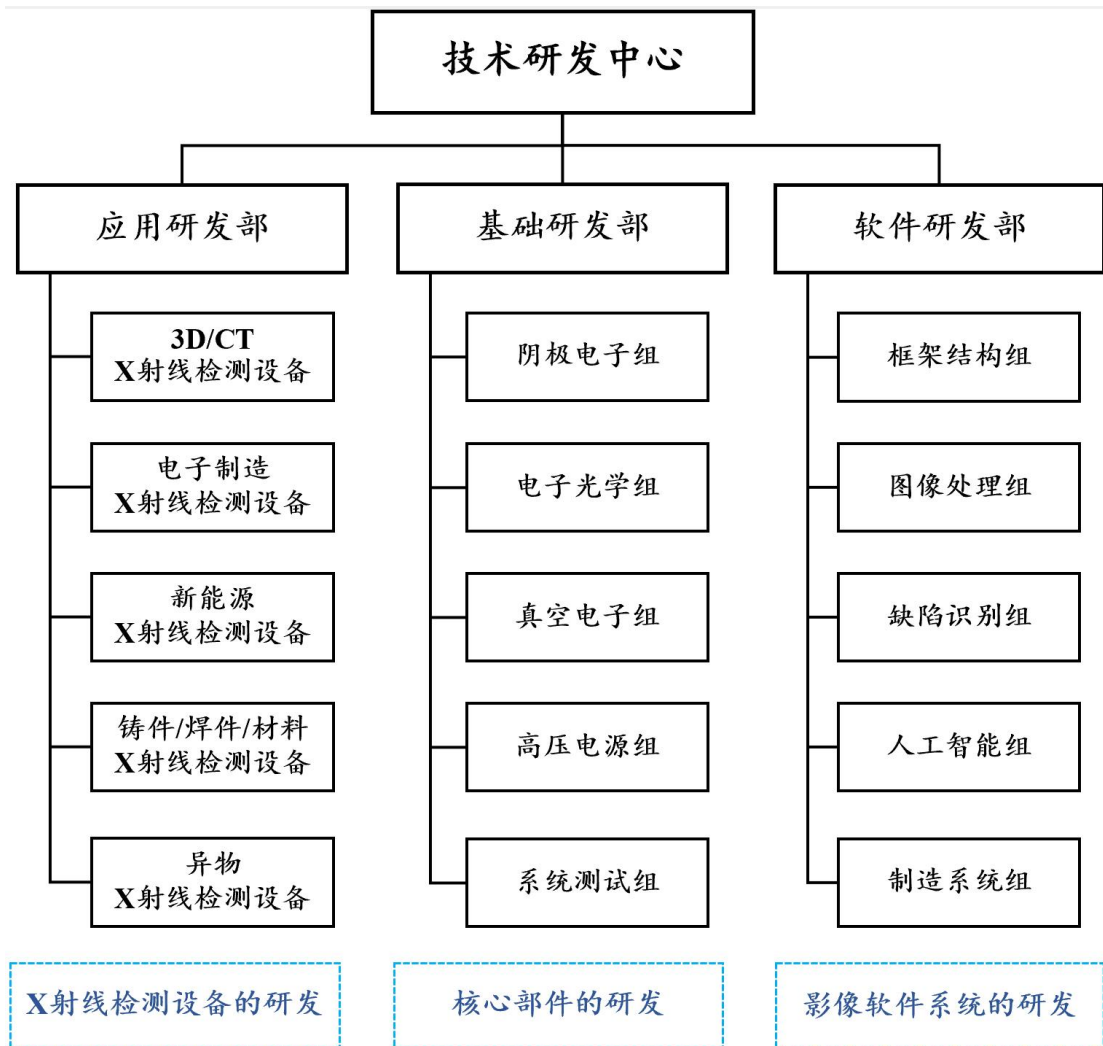 技术研发中心
应用研发部
3D/CT
X射线检测设备
电子制造
X射线检测设备
新能源
X射线检测设备
铸件/焊件/材料
X射线检测设备
异物
X射线检测设备
X射线检测设备的研发
基础研发部
阴极电子组
电子光学组
真空电子组
高压电源组
系统测试组
核心部件的研发
软件研发部
框架结构组
图像处理组
缺陷识别组
人工智能组
制造系统组
影像软件系统的研发